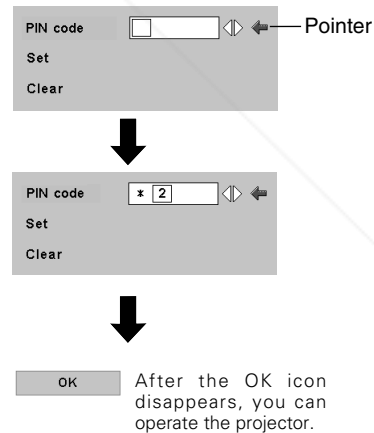 PIN code Pointer
Set
Clear
PIN code * 2
Set
Clear
OK After the OK icon
disappears, you can
operate the projector.